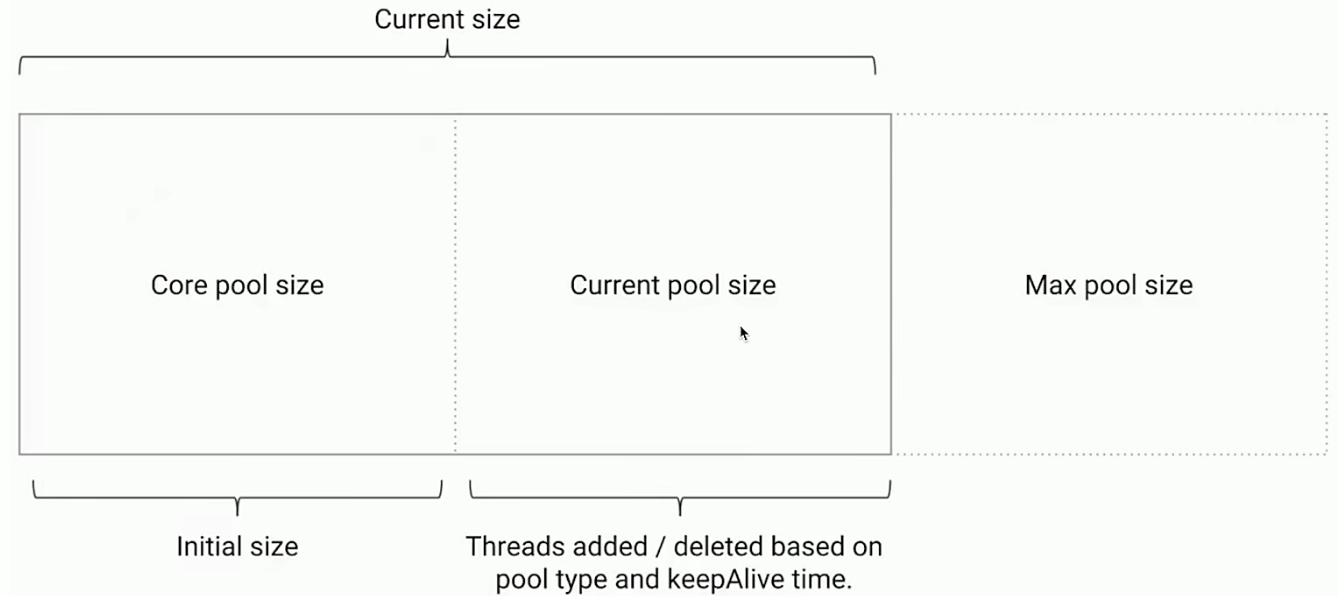 Current size
Core pool size
Current pool size
Max pool size
Initial size
Threads added / deleted based on
pool type and keepAlive time.